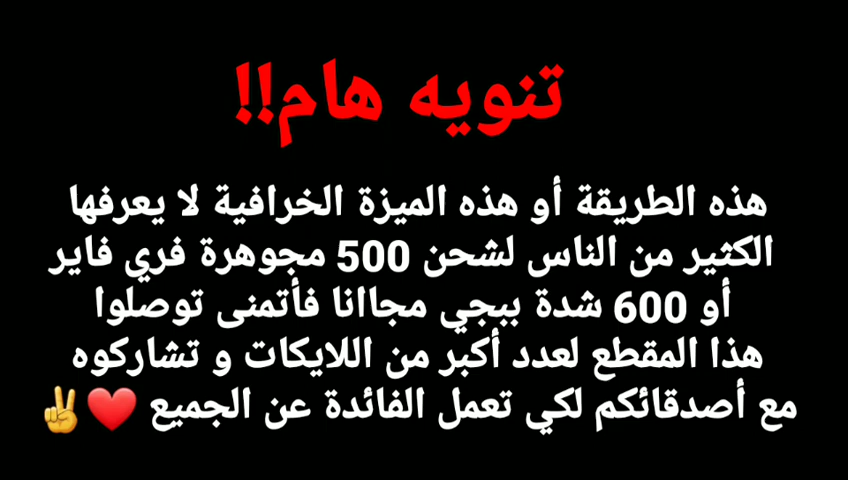 تنويه هام!!
هذه الطريقة أو هذه الميزة الخرافية لا يعرفها
الكثير من الناس لشحن 500 مجوهرة فري فاير
أو 600 شدة ببجي مجاانا فأتمنى توصلوا
هذا المقطع لعدد أكبر من اللايكات و تشاركوه
مع أصدقائكم لكي تعمل الفائدة عن الجميع ❤️✌️